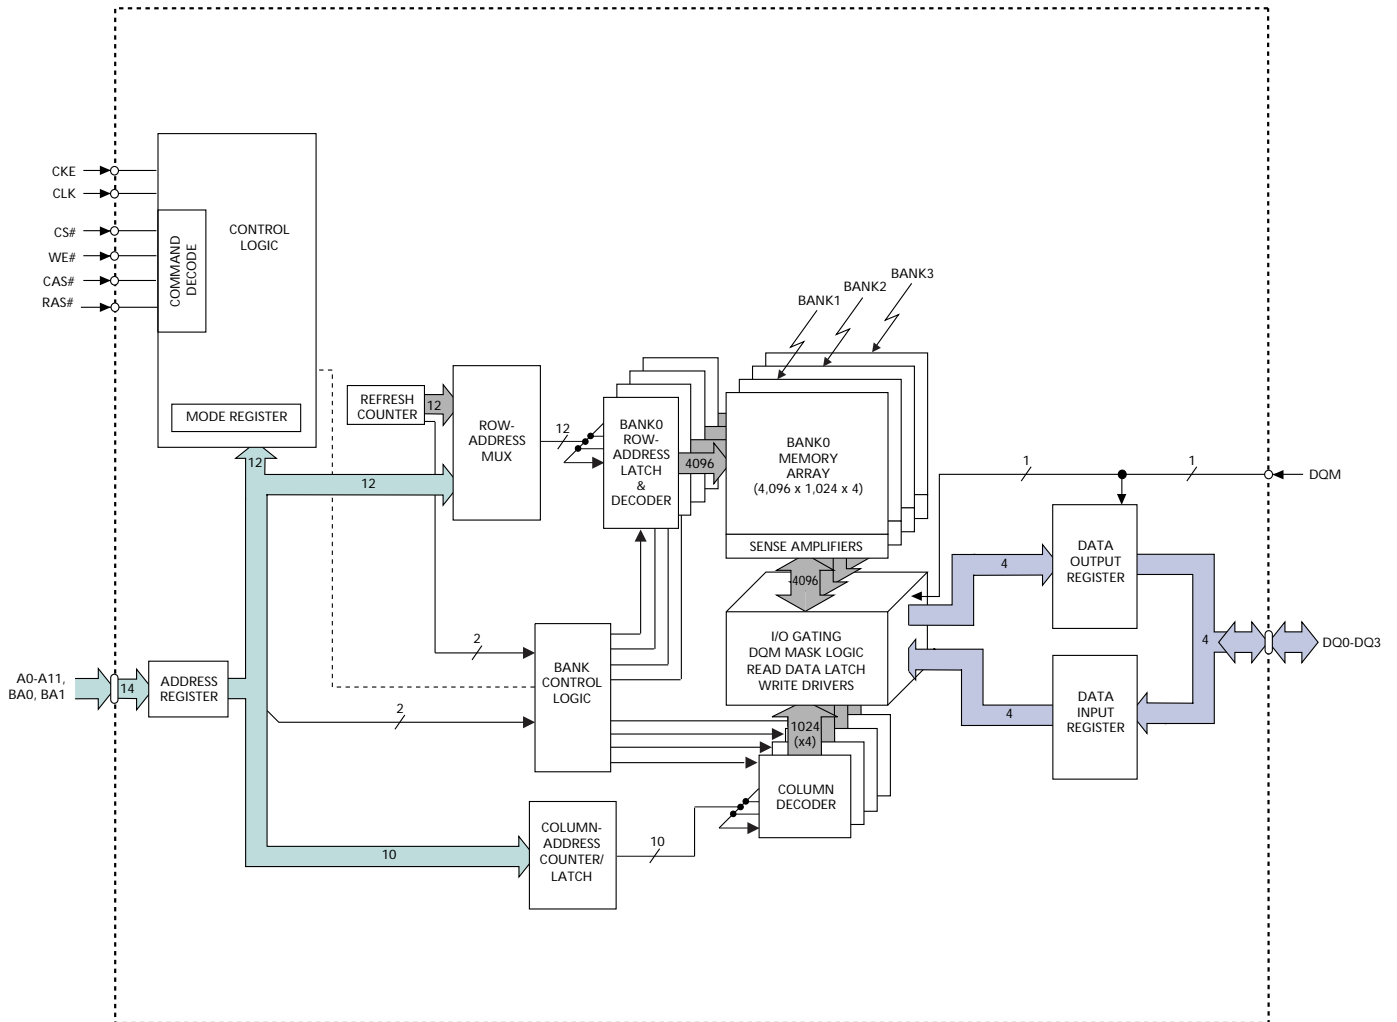 CKE
CLK
CS#
WE#
CAS#
RAS#
COMMAND
DECODE
CONTROL
LOGIC
MODE REGISTER
12
REFRESH
COUNTER
12
12
ROW-
ADDRESS
MUX
12
BANK0
ROW-
ADDRESS
LATCH
&
DECODER
4096
BANK1
BANK2
BANK3
BANK0
MEMORY
ARRAY
(4,096 x 1,024 x 4)
SENSE AMPLIFIERS
4096
I/O GATING
DQM MASK LOGIC
READ DATA LATCH
WRITE DRIVERS
1
1
DQM
4
DATA
OUTPUT
REGISTER
4
DQ0-DQ3
4
DATA
INPUT
REGISTER
A0-A11,
BA0, BA1
14
ADDRESS
REGISTER
2
2
BANK
CONTROL
LOGIC
1024
(x4)
COLUMN
DECODER
10
COLUMN-
ADDRESS
COUNTER/
LATCH
10